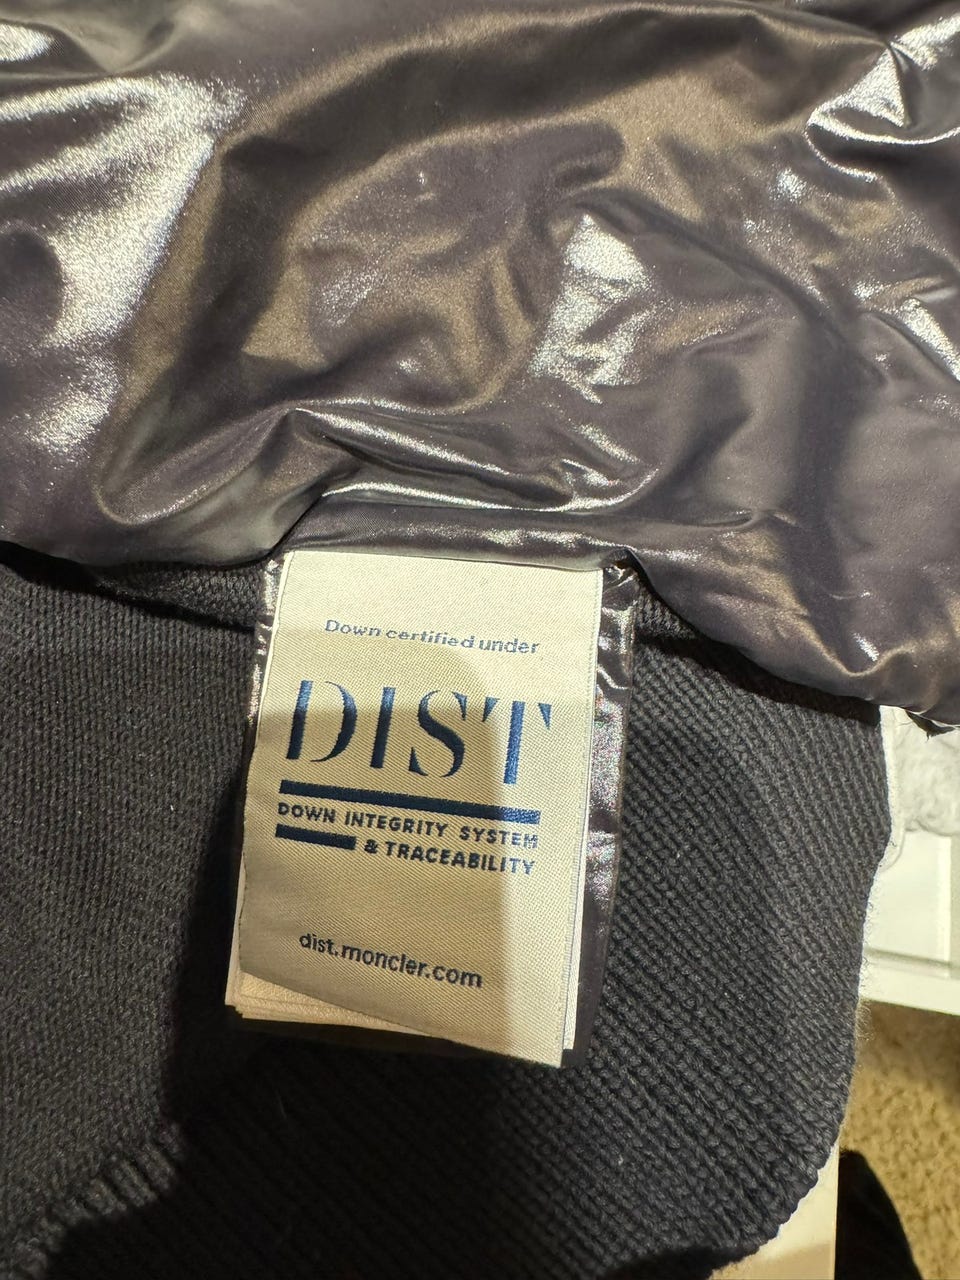 Down certified under
DIST
DOWN INTEGRITY SYSTEM
& TRACEABILITY
dist.moncler.com